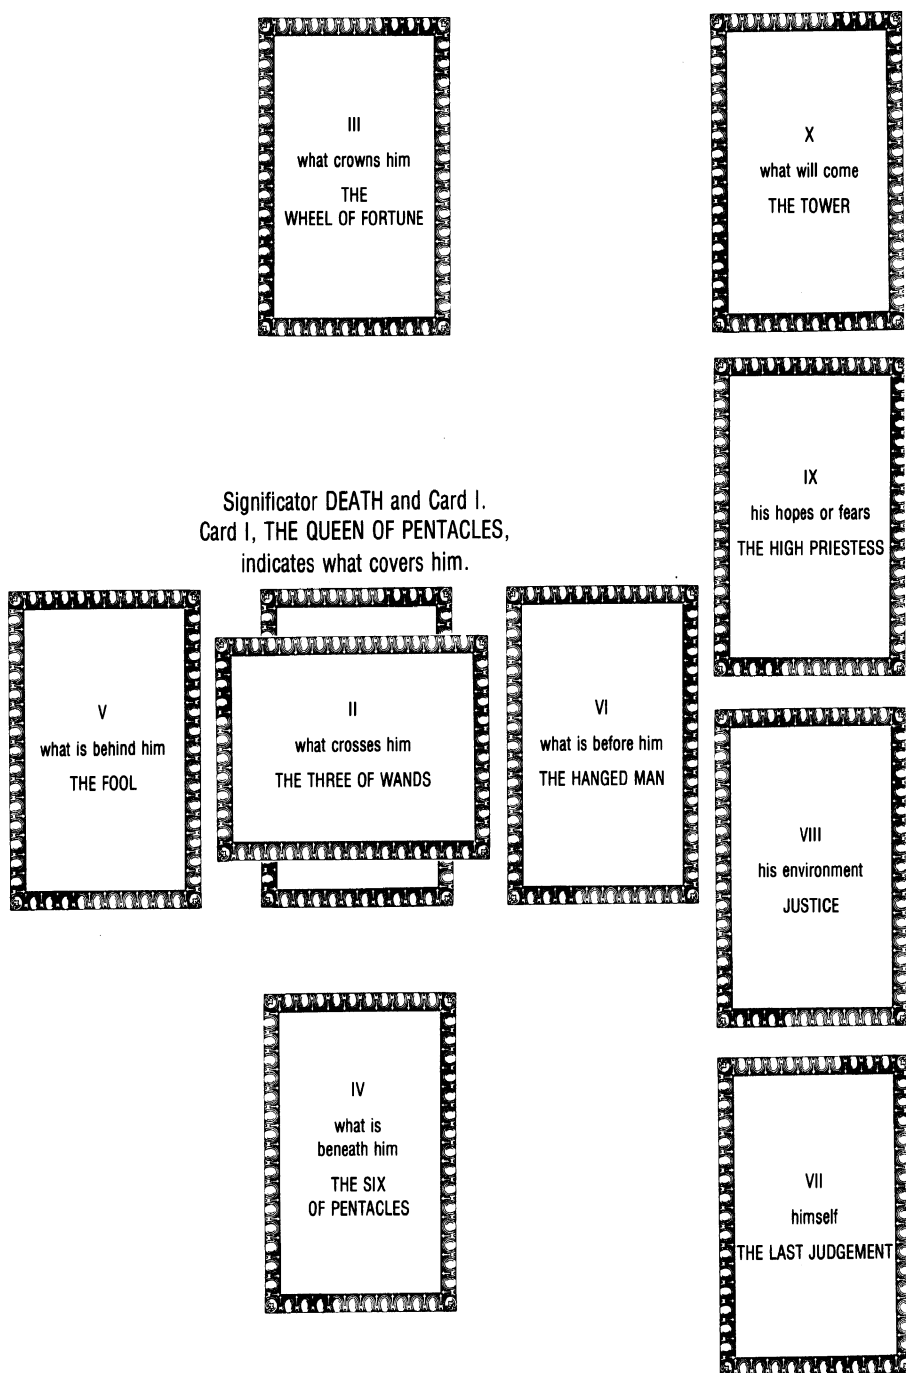 III
what crowns him
THE
WHEEL OF FORTUNE
X
what will come
THE TOWER
IX
his hopes or fears
THE HIGH PRIESTESS
Significator DEATH and Card I.
Card I, THE QUEEN OF PENTACLES,
indicates what covers him.
V
what is behind him
THE FOOL
II
what crosses him
THE THREE OF WANDS
VI
what is before him
THE HANGED MAN
VIII
his environment
JUSTICE
IV
what is
beneath him
THE SIX
OF PENTACLES
VII
himself
THE LAST JUDGEMENT